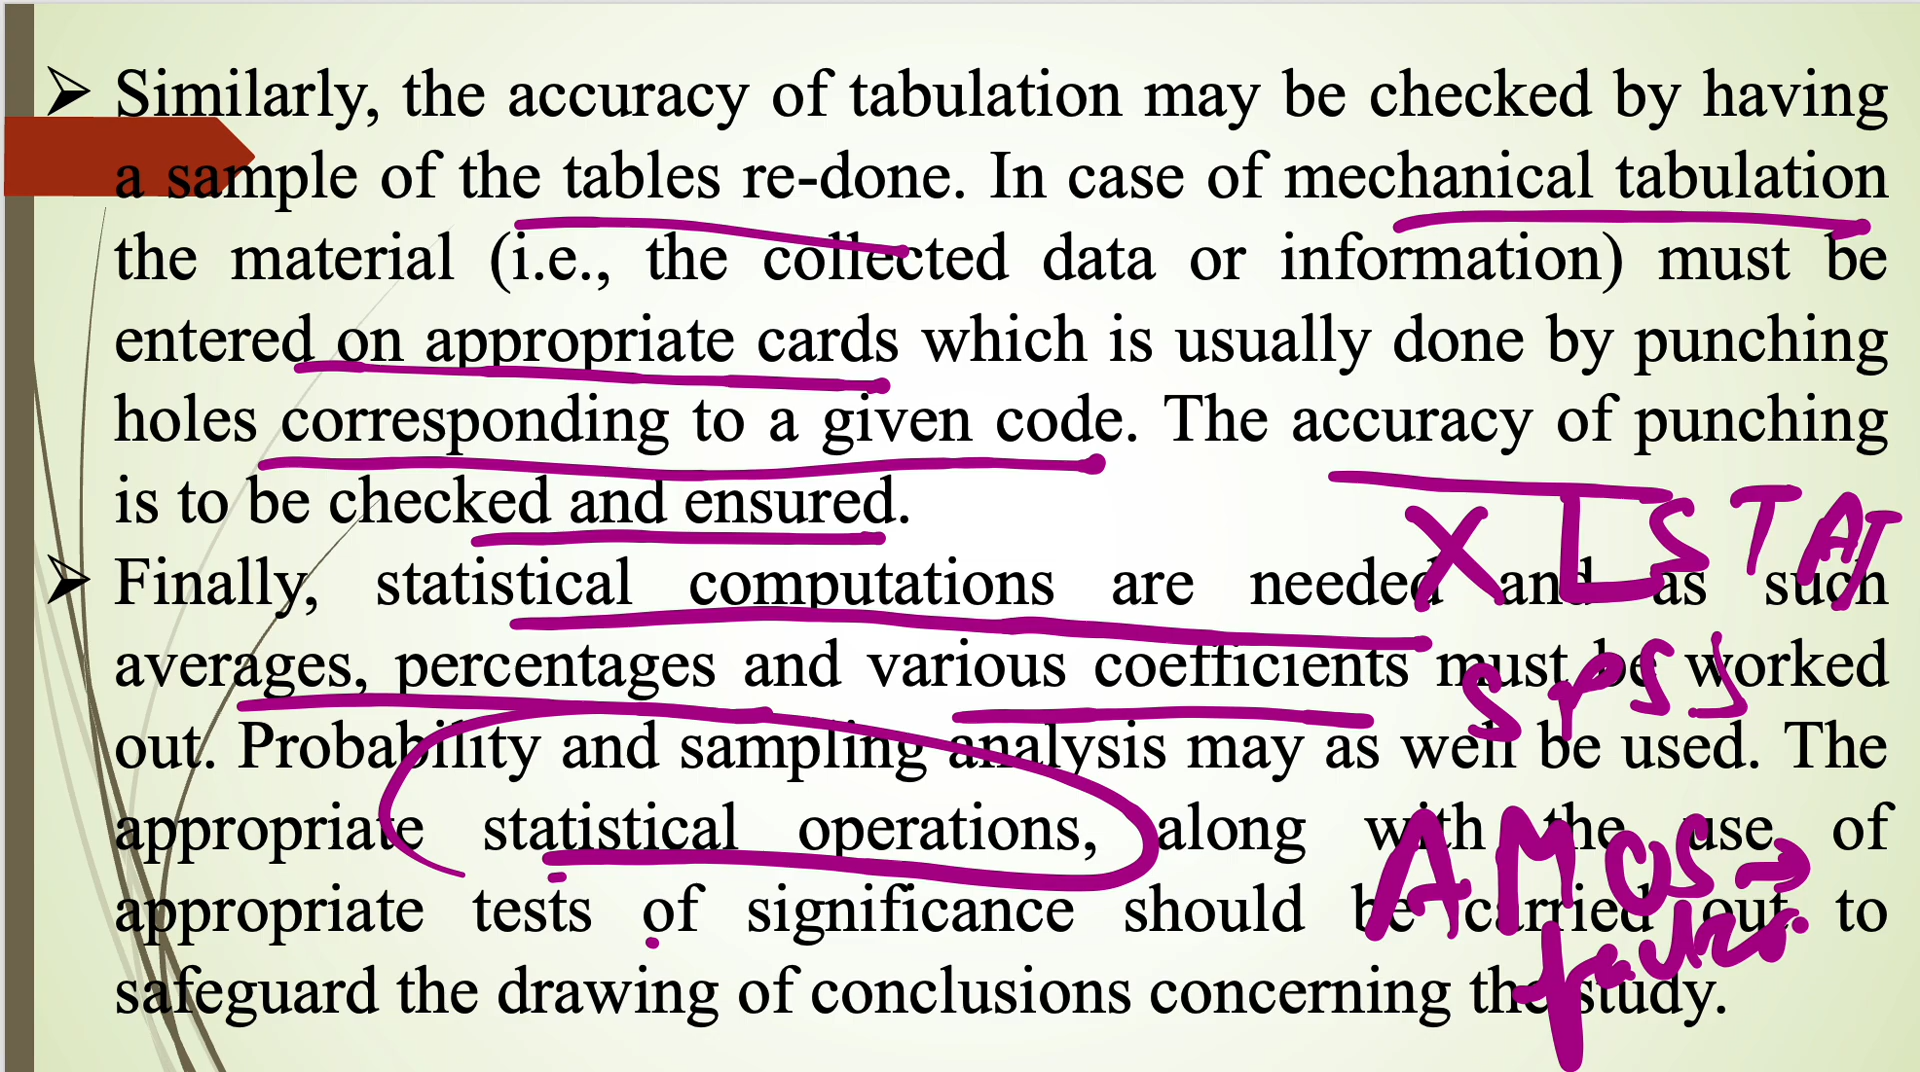 Similarly, the accuracy of tabulation may be checked by having
a sample of the tables re-done. In case of mechanical tabulation
the material (i.e., the collected data or information) must be
entered on appropriate cards which is usually done by punching
holes corresponding to a given code. The accuracy of punching
is to be checked and ensured.
XLSTAT
Finally, statistical computations are needed and as such
averages, percentages and various coefficients must be worked
SPSS
out. Probability and sampling analysis may as well be used. The
appropriate statistical operations, along with the use of
AMOS →
appropriate tests of significance should be carried out to
safeguard the drawing of conclusions concerning the study.